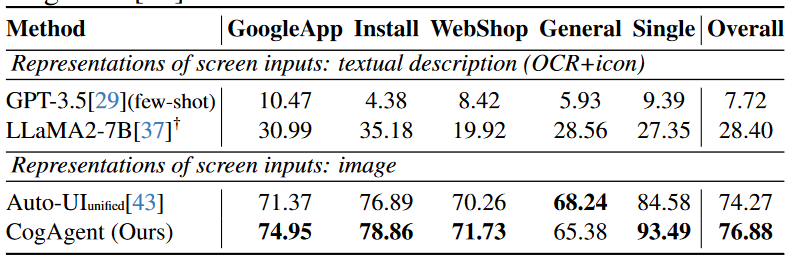 Method GoogleApp Install WebShop General Single Overall
Representations of screen inputs: textual description (OCR+icon)
GPT-3.5[29](few-shot) 10.47 4.38 8.42 5.93 9.39 7.72
LLaMA2-7B[37]† 30.99 35.18 19.92 28.56 27.35 28.40
Representations of screen inputs: image
Auto-UIunified[43] 71.37 76.89 70.26 68.24 84.58 74.27
CogAgent (Ours) 74.95 78.86 71.73 65.38 93.49 76.88